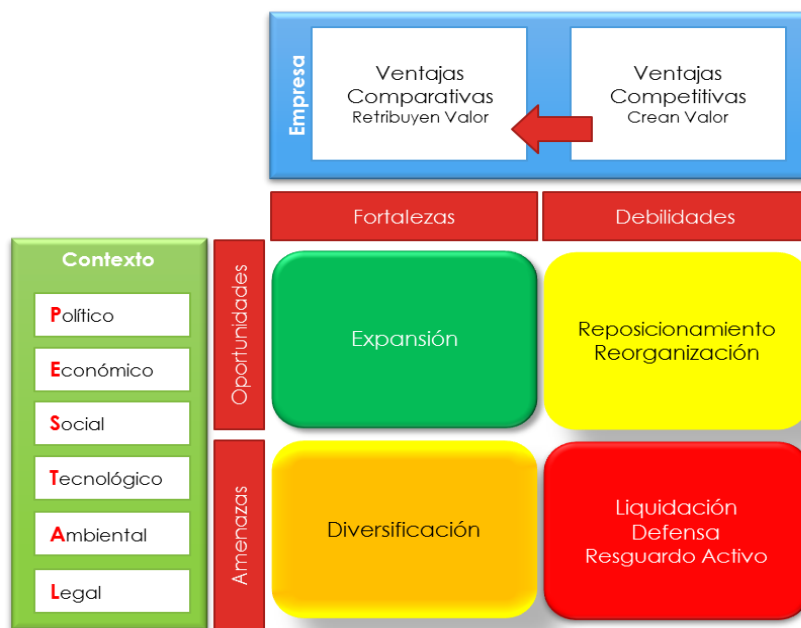 Empresa
Ventajas
Comparativas
Retribuyen Valor
Ventajas
Competitivas
Crean Valor
Fortalezas
Debilidades
Contexto
Político
Económico
Social
Tecnológico
Ambiental
Legal
Oportunidades
Amenazas
Expansión
Reposicionamiento
Reorganización
Diversificación
Liquidación
Defensa
Resguardo Activo